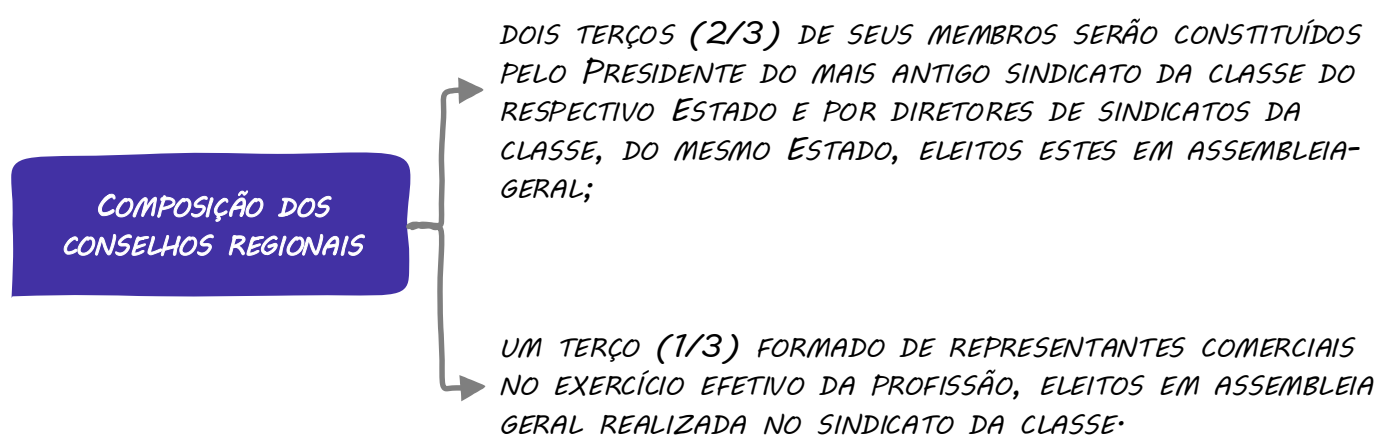 Composição dos
conselhos regionais
dois terços (2/3) de seus membros serão constituídos
pelo Presidente do mais antigo sindicato da classe do
respectivo Estado e por diretores de sindicatos da
classe, do mesmo Estado, eleitos estes em assembleia-
geral;
um terço (1/3) formado de representantes comerciais
no exercício efetivo da profissão, eleitos em assembleia
geral realizada no sindicato da classe.